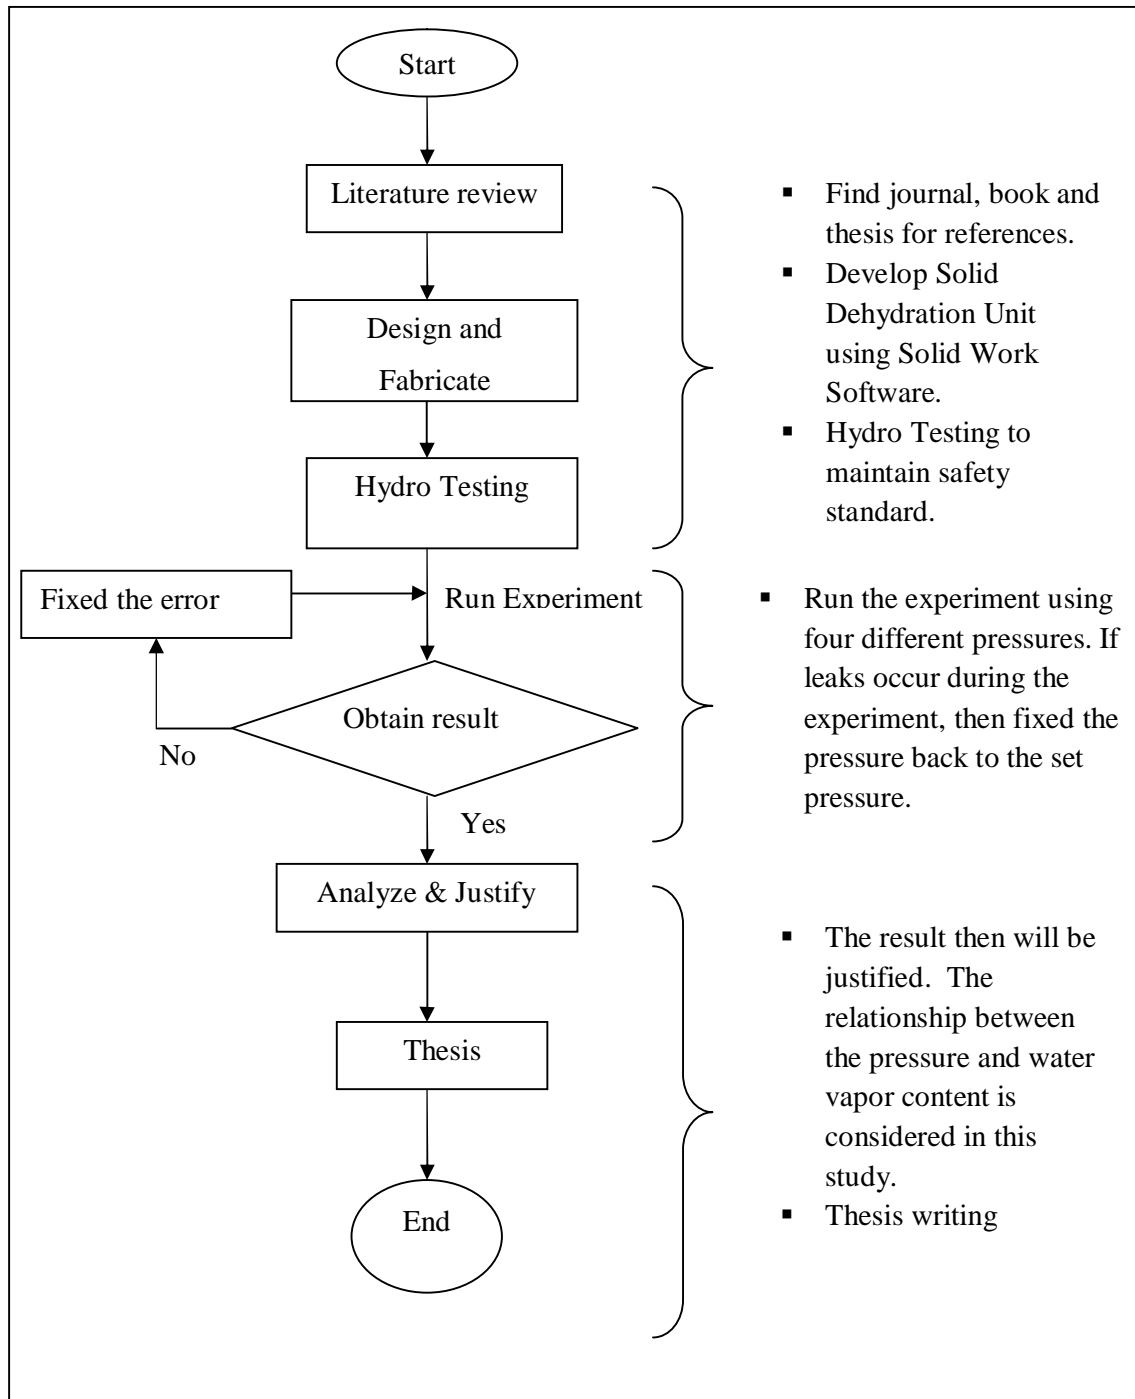 Start
Literature review
Design and
Fabricate
Hydro Testing
Fixed the error
Run Experiment
Obtain result
No
Yes
Analyze & Justify
Thesis
End
▪ Find journal, book and
thesis for references.
▪ Develop Solid
Dehydration Unit
using Solid Work
Software.
▪ Hydro Testing to
maintain safety
standard.
▪ Run the experiment using
four different pressures. If
leaks occur during the
experiment, then fixed the
pressure back to the set
pressure.
▪ The result then will be
justified. The
relationship between
the pressure and water
vapor content is
considered in this
study.
▪ Thesis writing